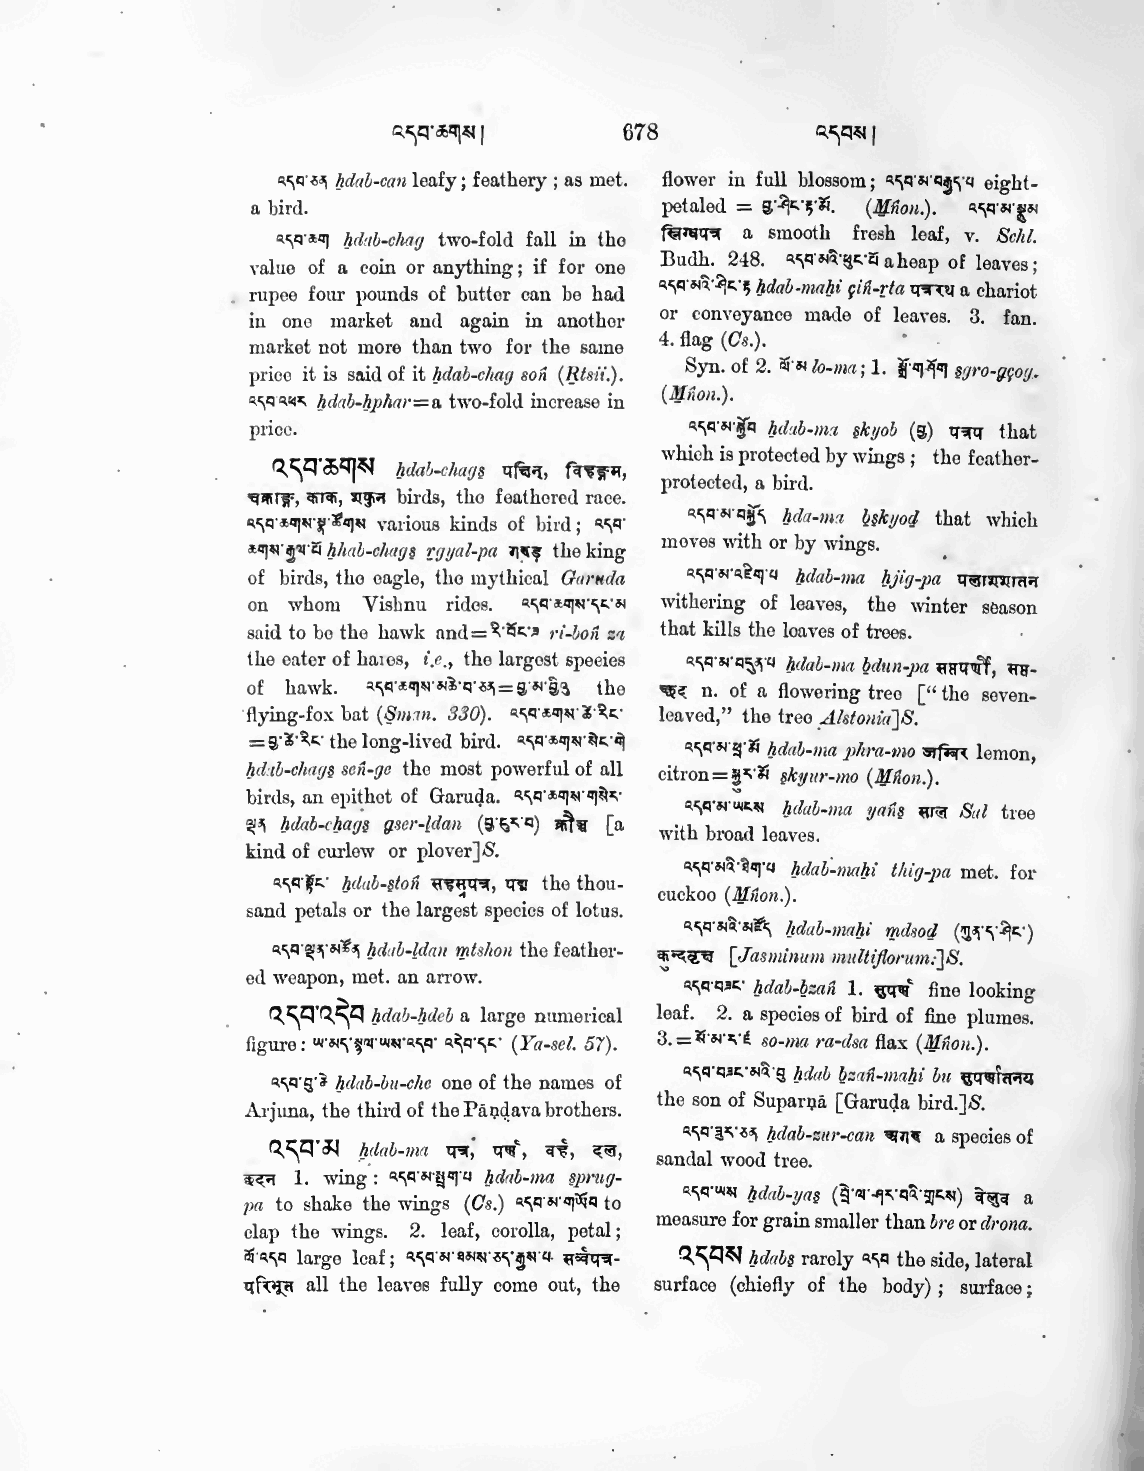 འདབ་ཆགས། 678 འདབས།
འདབ་ཅན ḥdab-can leafy; feathery; as met.
a bird.
འདབ་ཆག ḥdab-chag two-fold fall in the
value of a coin or anything; if for one
rupee four pounds of butter can be had
in one market and again in another
market not more than two for the same
price it is said of it ḥdab-chag soṅ (Rtsii.).
འདབ་འཕར ḥdab-ḥphar=a two-fold increase in
price.
འདབ་ཆགས ḥdab-chags पक्षिन्, विहङ्गम,
चक्राङ्ग, काक, शकुन birds, the feathered race.
འདབ་ཆགས་སྣ་ཚོགས various kinds of bird; འདབ་
ཆགས་རྒྱལ་པོ ḥhab-chags rgyal-pa गरुड़ the king
of birds, the eagle, the mythical Garuda
on whom Vishnu rides. འདབ་ཆགས་དང་མ
said to be the hawk and=རི་བོང་ཟ ri-boṅ za
the eater of hares, i.e., the largest species
of hawk. འདབ་ཆགས་མཆེ་བ་ཅན=བྱ་མ་བྱི the
flying-fox bat (Sman. 330). འདབ་ཆགས་ཚེ་རིང་
=བྱ་ཚེ་རིང་ the long-lived bird. འདབ་ཆགས་སེང་གེ
ḥdab-chags seṅ-ge the most powerful of all
birds, an epithet of Garuḍa. འདབ་ཆགས་གསེར་
ལྡན ḥdab-chags gser-ldan (བྱ་ངུར་བ) क्रौञ्च [a
kind of curlew or plover]S.
འདབ་སྟོང་ ḥdab-stoṅ सहस्रपत्र, पद्म the thou-
sand petals or the largest species of lotus.
འདབ་ལྡན་མཚོན ḥdab-ldan mtshon the feather-
ed weapon, met. an arrow.
འདབ་འདེབ ḥdab-ḥdeb a large numerical
figure: ཡ་མད་སྣལ་ཡས་འདབ་ འདེབ་དང་ (Ya-sel. 57).
འདབ་བུ་ཆེ ḥdab-bu-che one of the names of
Arjuna, the third of the Pāṇḍava brothers.
འདབ་མ ḥdab-ma पत्र, पर्ण, वर्ह, दल,
छदन 1. wing: འདབ་མ་སྤྲུག་པ ḥdab-ma sprug-
pa to shake the wings (Cs.) འདབ་མ་གཡོབ to
clap the wings. 2. leaf, corolla, petal;
ལོ་འདབ large leaf; འདབ་མ་ཐམས་ཅད་རྒྱས་པ सर्व्वपत्र-
परिभूत all the leaves fully come out, the
flower in full blossom; འདབ་མ་བརྒྱད་པ eight-
petaled = བྱ་ཤིང་རྟ་མོ. (Mṅon.). འདབ་མ་སྣུམ
स्निग्धपत्र a smooth fresh leaf, v. Schl.
Budh. 248. འདབ་མའི་ཕུང་པོ a heap of leaves;
འདབ་མའི་ཤིང་རྟ ḥdab-maḥi çiṅ-rta पत्ररथ a chariot
or conveyance made of leaves. 3. fan.
4. flag (Cs.).
Syn. of 2. ལོ་མ lo-ma; 1. སྒྲོ་གཤོག sgro-gçog.
(Mṅon.).
འདབ་མ་སྐྱོབ ḥdab-ma skyob (བྱ) पत्रप that
which is protected by wings; the feather-
protected, a bird.
འདབ་མ་བསྐྱོད ḥda-ma bskyod that which
moves with or by wings.
འདབ་མ་འཇིག་པ ḥdab-ma ḥjig-pa पलाशशातन
withering of leaves, the winter season
that kills the leaves of trees.
འདབ་མ་བདུན་པ ḥdab-ma bdun-pa सप्तपर्णी, सप्त-
च्छद n. of a flowering tree [“the seven-
leaved,” the tree Alstonia]S.
འདབ་མ་ཕྲ་མོ ḥdab-ma phra-mo जम्बिर lemon,
citron=སྐྱུར་མོ skyur-mo (Mṅon.).
འདབ་མ་ཡངས ḥdab-ma yaṅs साल Sal tree
with broad leaves.
འདབ་མའི་ཐིག་པ ḥdab-maḥi thig-pa met. for
cuckoo (Mṅon.).
འདབ་མའི་མཛོད ḥdab-maḥi mdsod (ཀུན་ད་ཤིང་)
कुन्दवृक्ष [Jasminum multiflorum:]S.
འདབ་བཟང་ ḥdab-bzaṅ 1. सुपर्ण fine looking
leaf. 2. a species of bird of fine plumes.
3.=སོ་མ་ར་ཛ so-ma ra-dsa flax (Mṅon.).
འདབ་བཟང་མའི་བུ ḥdab bzaṅ-maḥi bu सुपर्णातनय
the son of Suparṇā [Garuḍa bird.]S.
འདབ་ཟུར་ཅན ḥdab-zur-can अगरु a species of
sandal wood tree.
འདབ་ཡས ḥdab-yas वेलुव a
measure for grain smaller than bre or drona.
འདབས ḥdabs rarely འདབ the side, lateral
surface (chiefly of the body); surface;